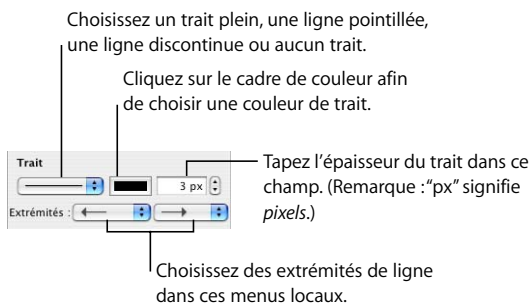 Choisissez un trait plein, une ligne pointillée,
une ligne discontinue ou aucun trait.
Cliquez sur le cadre de couleur afin
de choisir une couleur de trait.
Trait
3 px
Extrémités :
Tapez l’épaisseur du trait dans ce
champ. (Remarque :“px” signifie
pixels.)
Choisissez des extrémités de ligne
dans ces menus locaux.